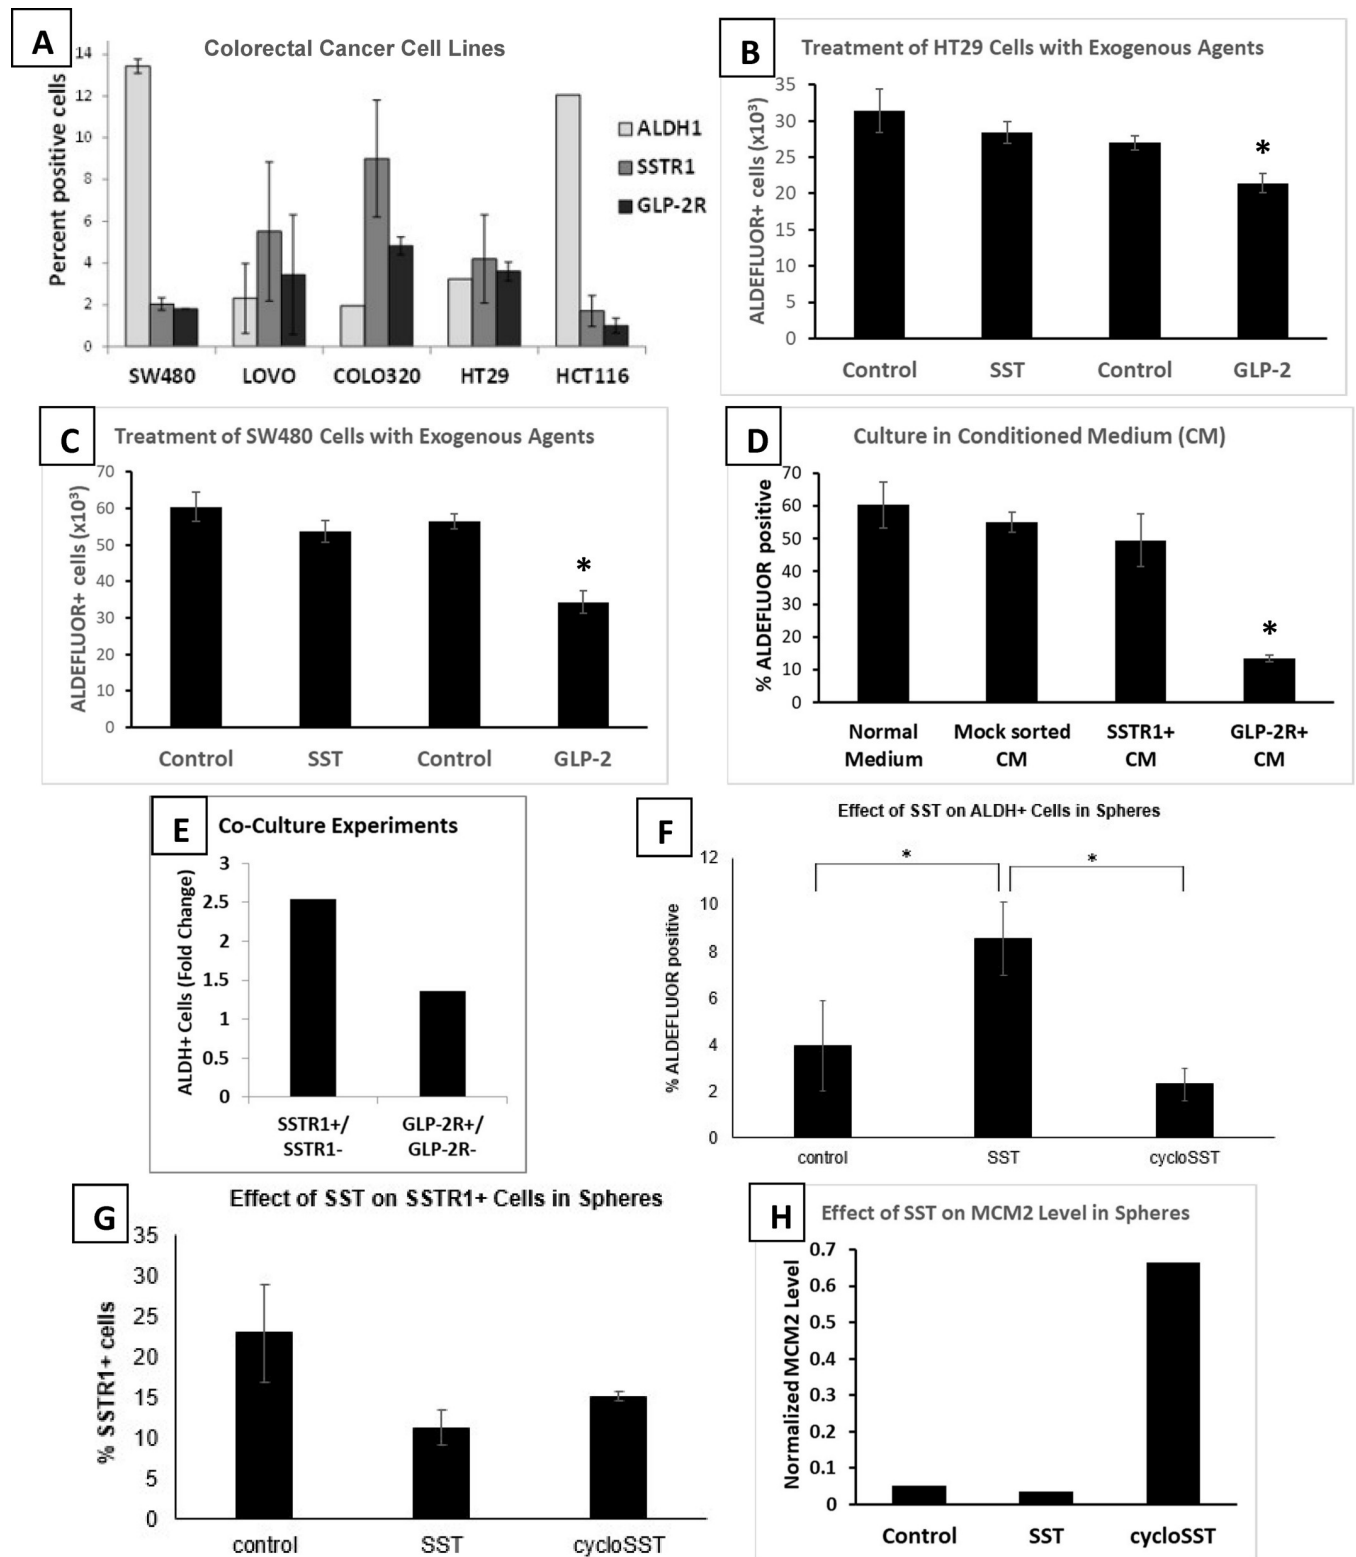 A
Colorectal Cancer Cell Lines
Percent positive cells
14
12
10
8
6
4
2
0
ALDH1
SSTR1
GLP-2R
SW480 LOVO COLO320 HT29 HCT116
B
Treatment of HT29 Cells with Exogenous Agents
ALDEFLUOR+ cells (x10³)
35
30
25
20
15
10
5
0
*
Control SST Control GLP-2
C
Treatment of SW480 Cells with Exogenous Agents
ALDEFLUOR+ cells (x10³)
70
60
50
40
30
20
10
0
*
Control SST Control GLP-2
D
Culture in Conditioned Medium (CM)
% ALDEFLUOR positive
70
60
50
40
30
20
10
0
*
Normal Mock sorted SSTR1+ GLP-2R+
Medium CM CM CM
E
Co-Culture Experiments
ALDH+ Cells (Fold Change)
3
2.5
2
1.5
1
0.5
0
SSTR1+/ GLP-2R+/
SSTR1- GLP-2R-
F
Effect of SST on ALDH+ Cells in Spheres
% ALDEFLUOR positive
12
10
8
6
4
2
0
* *
control SST cycloSST
G
Effect of SST on SSTR1+ Cells in Spheres
% SSTR1+ cells
35
30
25
20
15
10
5
0
control SST cycloSST
H
Effect of SST on MCM2 Level in Spheres
Normalized MCM2 Level
0.7
0.6
0.5
0.4
0.3
0.2
0.1
0
Control SST cycloSST